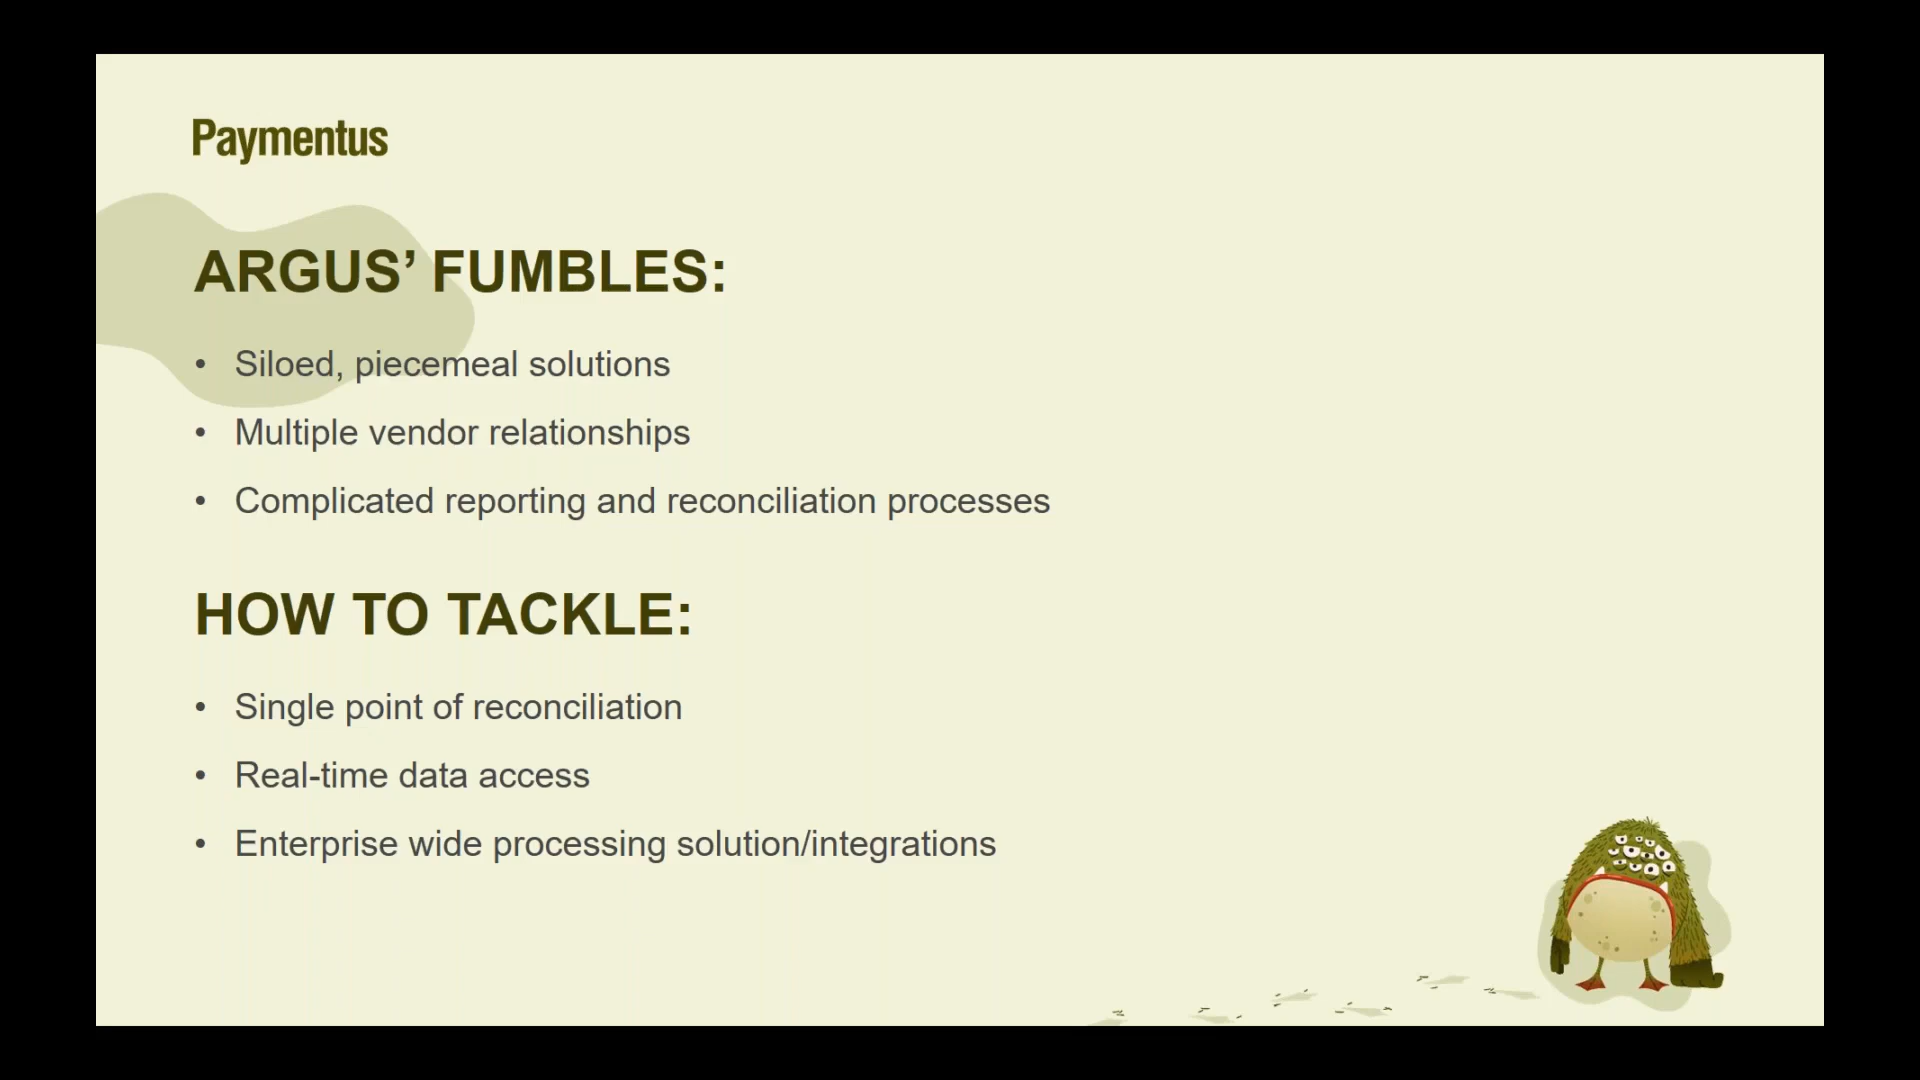 Paymentus
ARGUS’ FUMBLES:
• Siloed, piecemeal solutions
• Multiple vendor relationships
• Complicated reporting and reconciliation processes
HOW TO TACKLE:
• Single point of reconciliation
• Real-time data access
• Enterprise wide processing solution/integrations